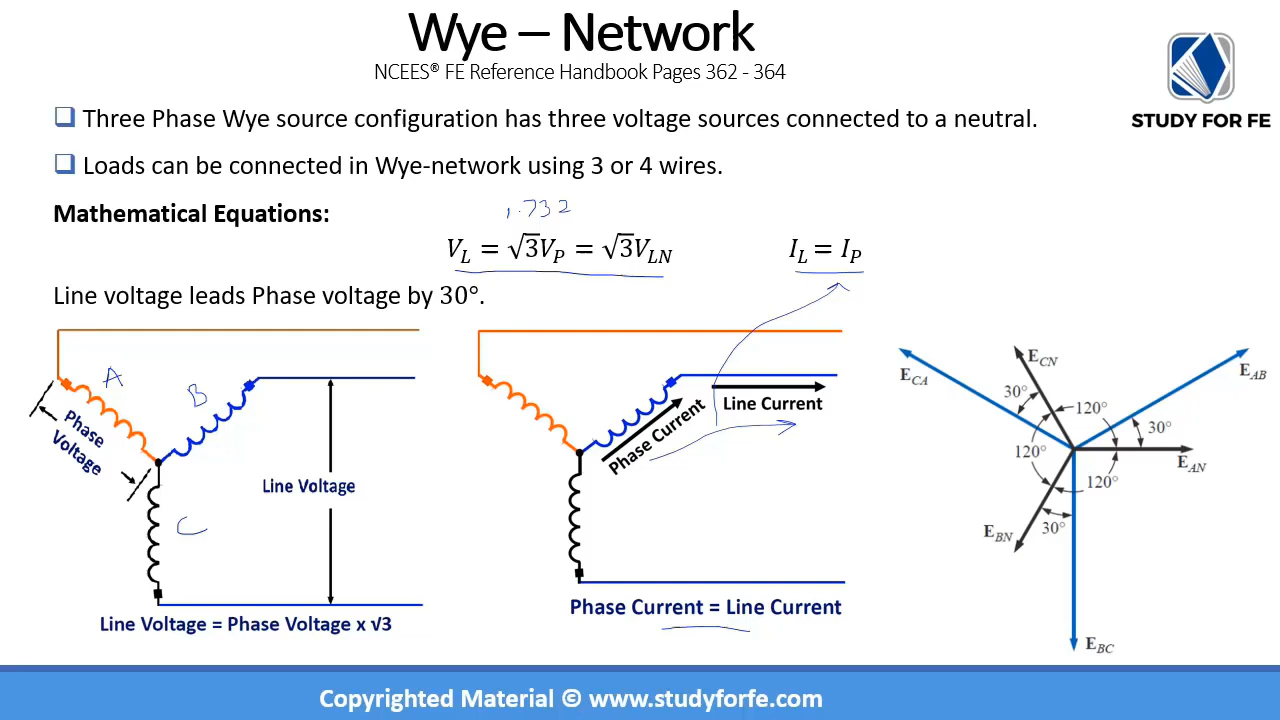 Wye – Network
NCEES® FE Reference Handbook Pages 362 - 364
STUDY FOR FE
Three Phase Wye source configuration has three voltage sources connected to a neutral.
Loads can be connected in Wye-network using 3 or 4 wires.
Mathematical Equations:
1.732
V_L = √3V_P = √3V_LN
I_L = I_P
Line voltage leads Phase voltage by 30°.
A
B
C
Phase
Voltage
Line Voltage
Line Voltage = Phase Voltage x √3
Phase Current
Line Current
Phase Current = Line Current
E_CA
E_CN
E_AB
30°
120°
30°
120°
E_AN
120°
E_BN
30°
E_BC
Copyrighted Material © www.studyforfe.com